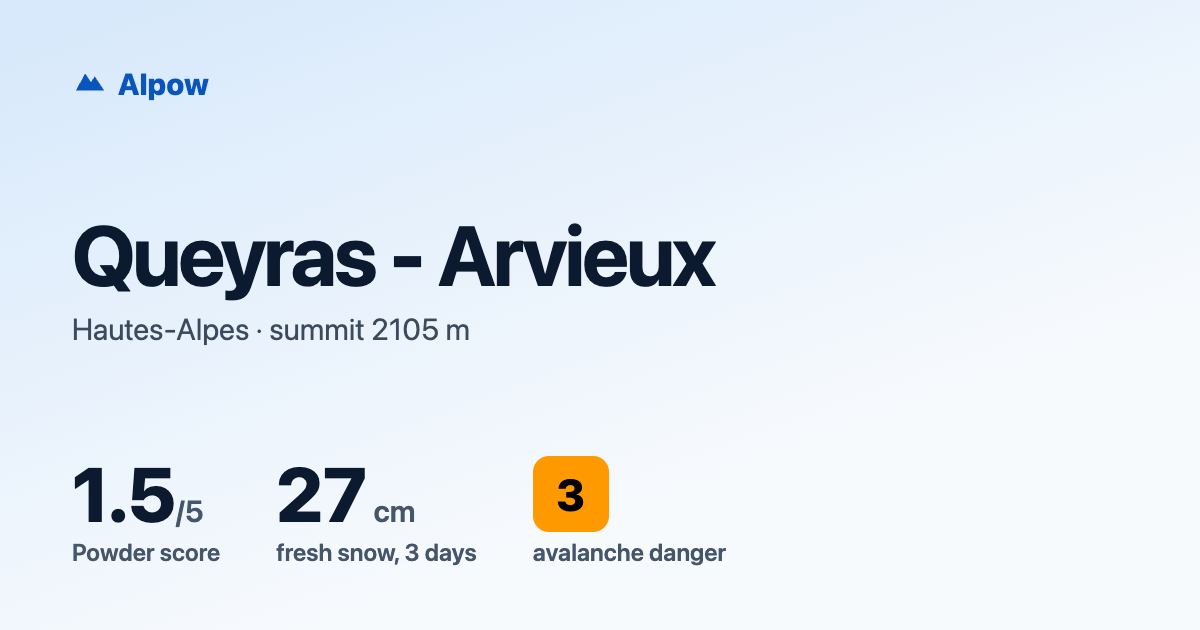 Alpow
Queyras - Arvieux
Hautes-Alpes · summit 2105 m
1.5/5
Powder score
27 cm
fresh snow, 3 days
3
avalanche danger